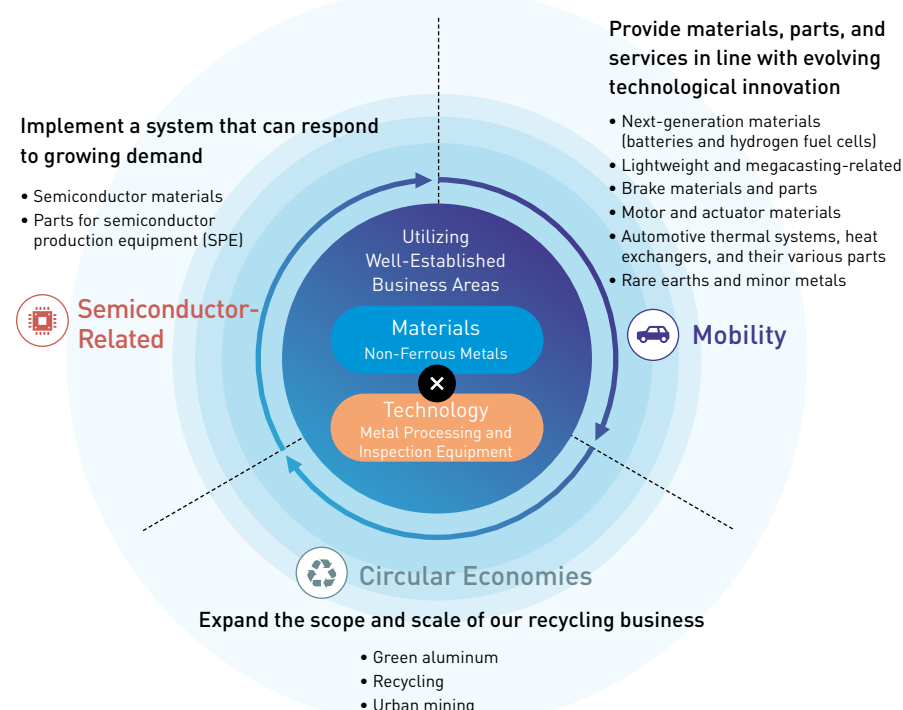 Provide materials, parts, and
services in line with evolving
technological innovation
• Next-generation materials
(batteries and hydrogen fuel cells)
• Lightweight and megacasting-related
• Brake materials and parts
• Motor and actuator materials
• Automotive thermal systems, heat
exchangers, and their various parts
• Rare earths and minor metals
Mobility
Implement a system that can respond
to growing demand
• Semiconductor materials
• Parts for semiconductor
production equipment (SPE)
Semiconductor-
Related
Utilizing
Well-Established
Business Areas
Materials
Non-Ferrous Metals
×
Technology
Metal Processing and
Inspection Equipment
Circular Economies
Expand the scope and scale of our recycling business
• Green aluminum
• Recycling
• Urban mining